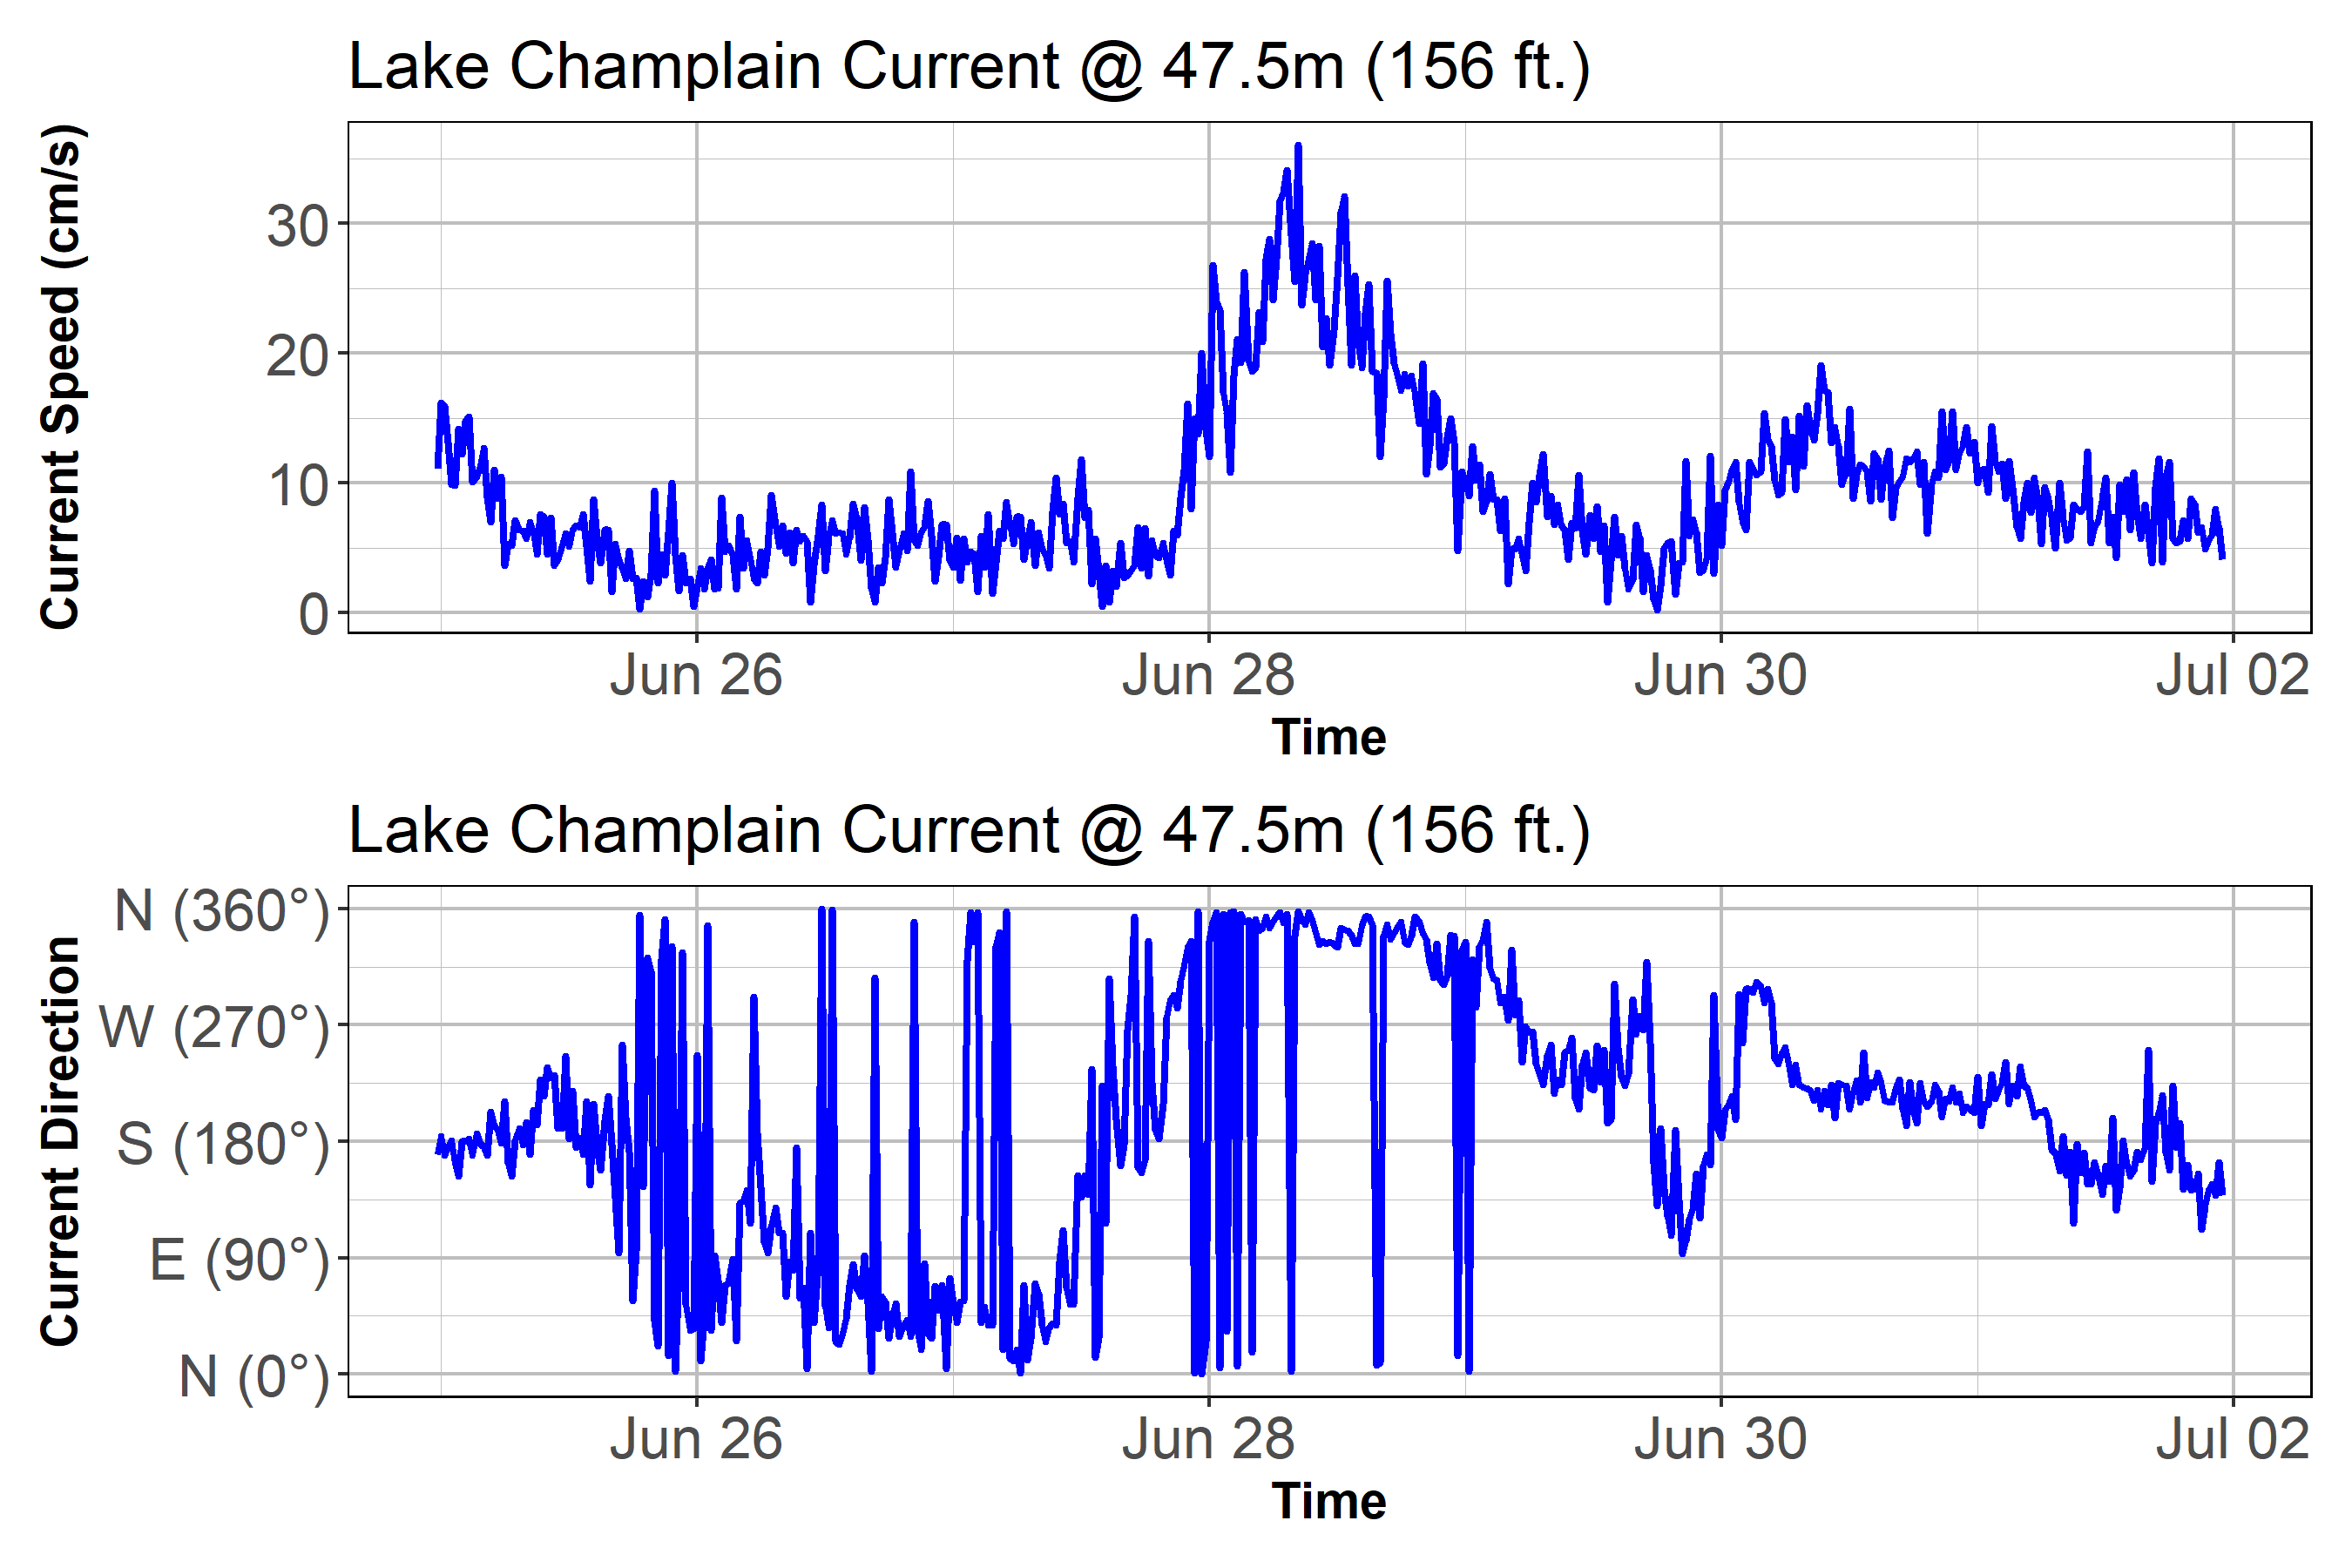 Lake Champlain Current @ 47.5m (156 ft.)
Current Speed (cm/s)
30
20
10
0
Jun 26 Jun 28 Jun 30 Jul 02
Time
Lake Champlain Current @ 47.5m (156 ft.)
Current Direction
N (360°)
W (270°)
S (180°)
E (90°)
N (0°)
Jun 26 Jun 28 Jun 30 Jul 02
Time